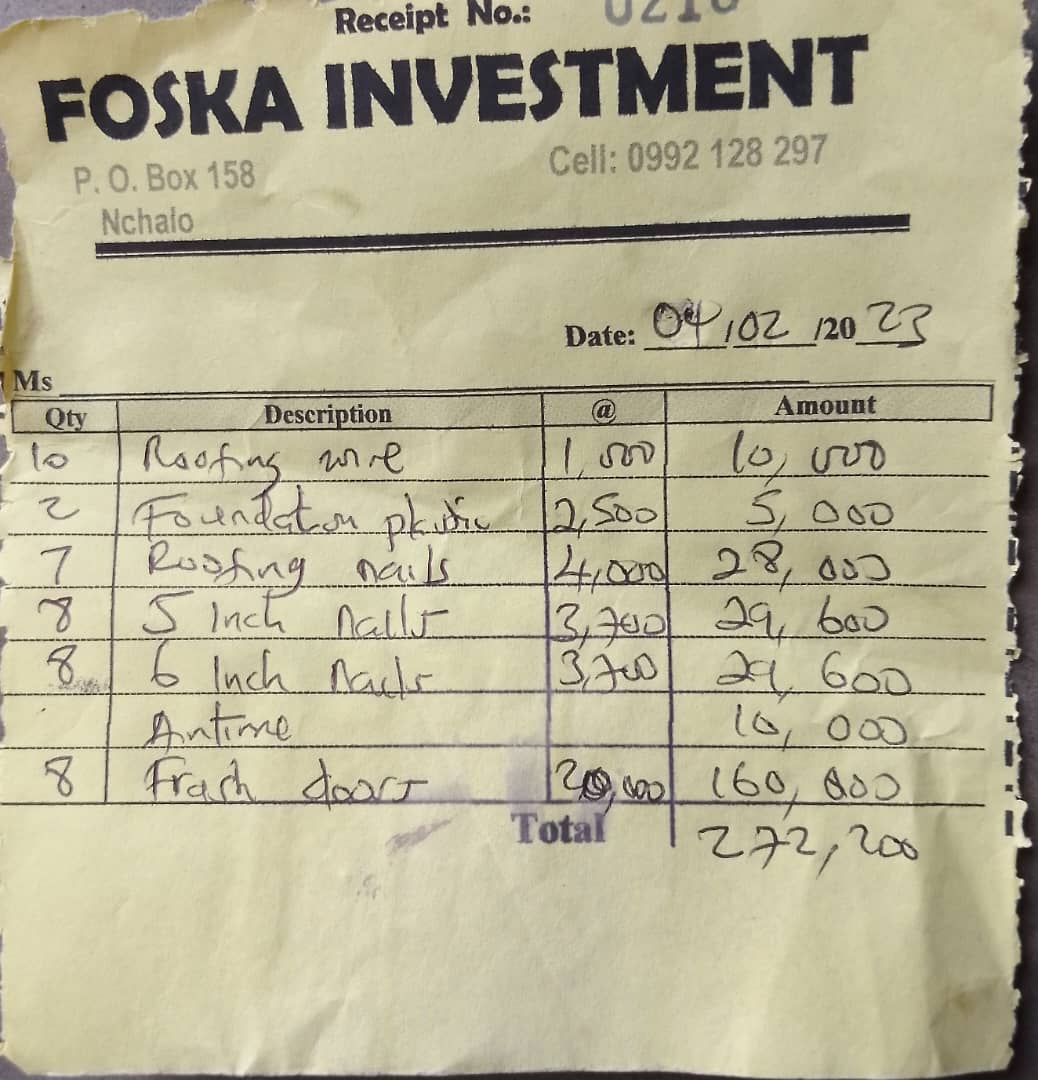 Receipt No.:
FOSKA INVESTMENT
P. O. Box 158 Cell: 0992 128 297
Nchalo
Date: 04/02/2023
Ms
Qty Description @ Amount
10 Roofing wire 1,000 10,000
2 Foundation plastic 2,500 5,000
7 Roofing nails 4,000 28,000
8 5 Inch Nails 3,700 29,600
8 6 Inch Nails 3,700 29,600
Airtime 10,000
8 Frash doors 20,000 160,000
Total 272,200